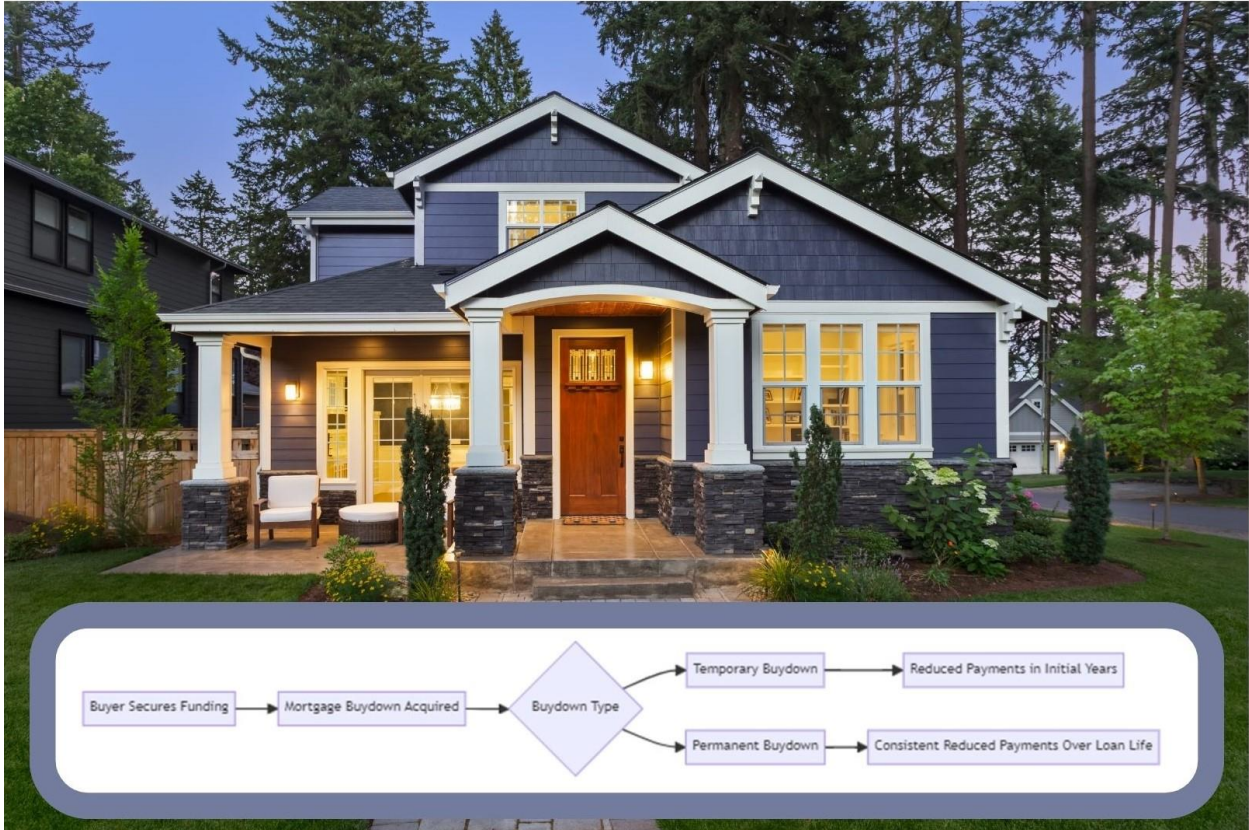 Buyer Secures Funding
Mortgage Buydown Acquired
Buydown Type
Temporary Buydown
Reduced Payments in Initial Years
Permanent Buydown
Consistent Reduced Payments Over Loan Life